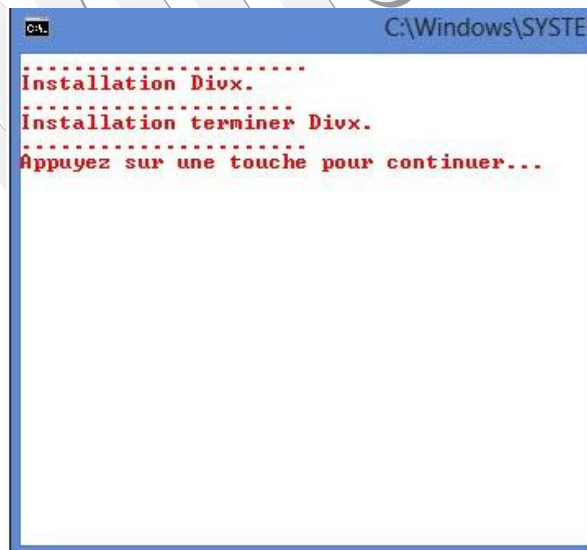 C:\Windows\SYSTE
......................
Installation Divx.
.....................
Installation terminer Divx.
......................
Appuyez sur une touche pour continuer...